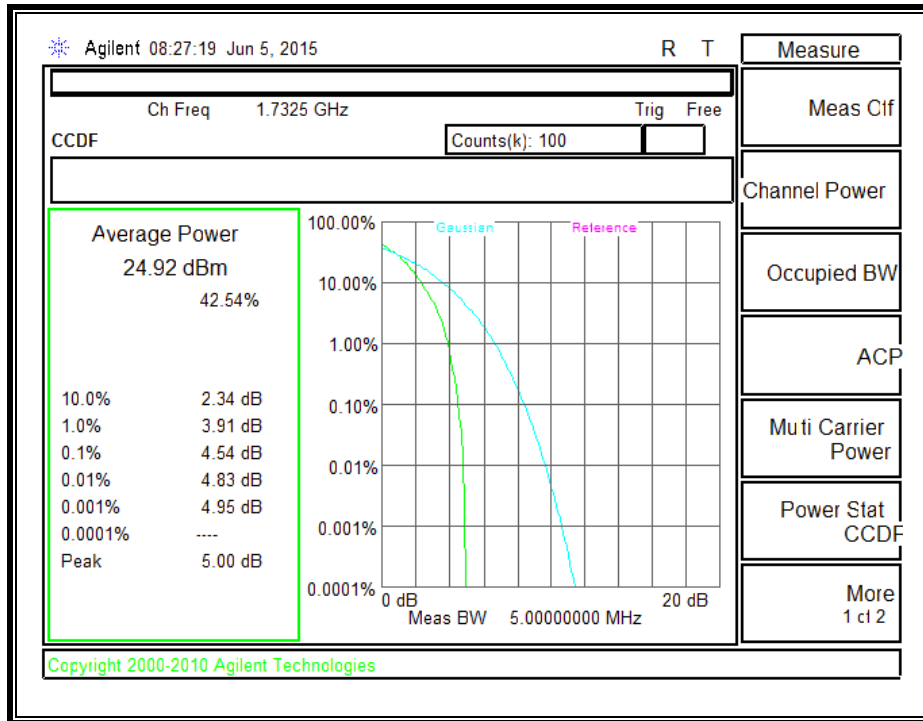 Agilent 08:27:19 Jun 5, 2015 R T
Ch Freq 1.7325 GHz Trig Free
CCDF Counts(k): 100
Average Power
24.92 dBm
42.54%
10.0% 2.34 dB
1.0% 3.91 dB
0.1% 4.54 dB
0.01% 4.83 dB
0.001% 4.95 dB
0.0001% ----
Peak 5.00 dB
Gaussian Reference
100.00%
10.00%
1.00%
0.10%
0.01%
0.001%
0.0001%
0 dB 20 dB
Meas BW 5.00000000 MHz
Measure
Meas Off
Channel Power
Occupied BW
ACP
Multi Carrier
Power
Power Stat
CCDF
More
1 of 2
Copyright 2000-2010 Agilent Technologies